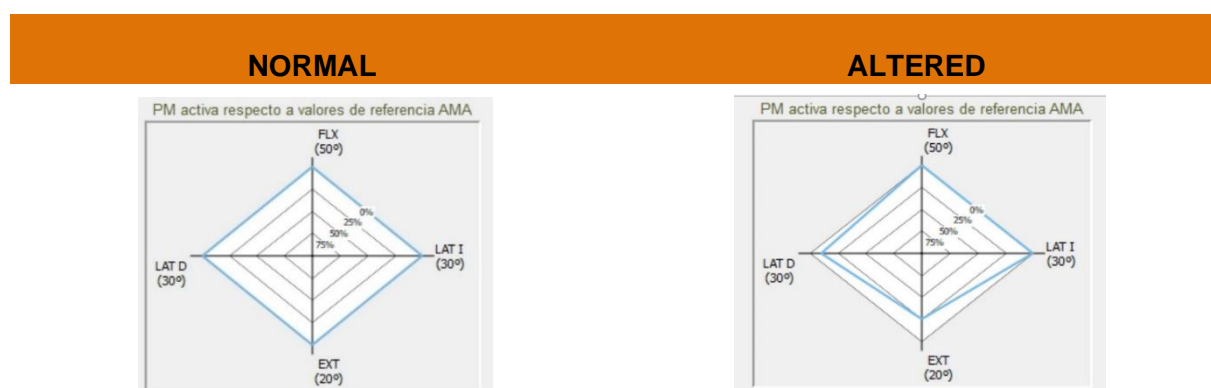 NORMAL
ALTERED
PM activa respecto a valores de referencia AMA
FLX
(50º)
0%
25%
50%
75%
LAT D
(30º)
LAT I
(30º)
EXT
(20º)
PM activa respecto a valores de referencia AMA
FLX
(50º)
0%
25%
50%
75%
LAT D
(30º)
LAT I
(30º)
EXT
(20º)